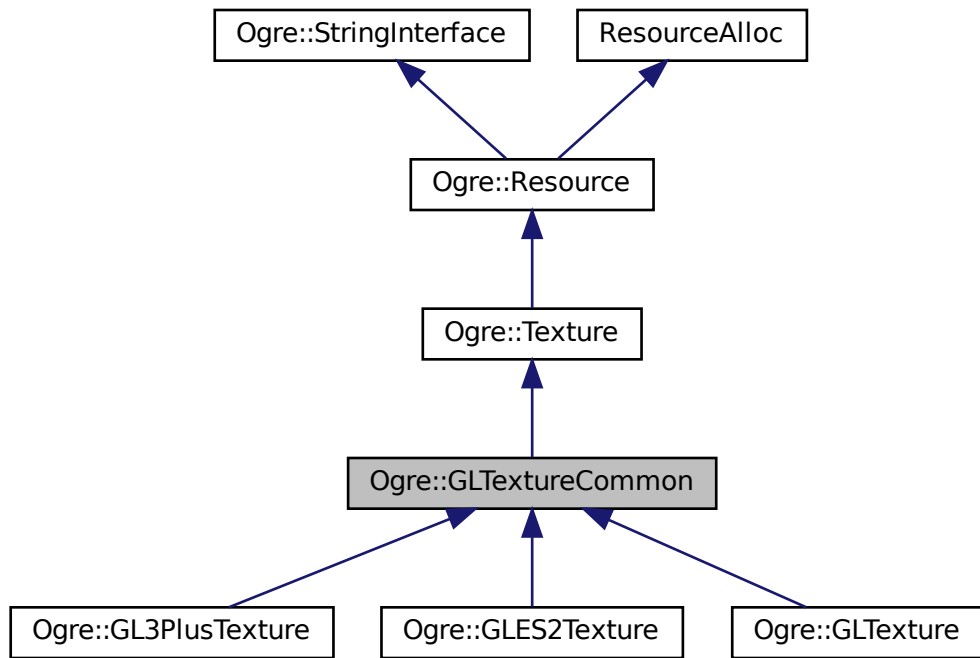 Ogre::StringInterface
ResourceAlloc
Ogre::Resource
Ogre::Texture
Ogre::GLTextureCommon
Ogre::GL3PlusTexture
Ogre::GLES2Texture
Ogre::GLTexture